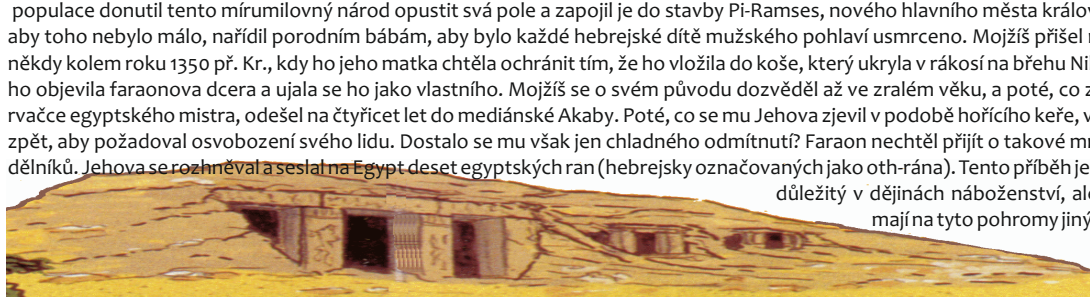 populace donutil tento mírumilovný národ opustit svá pole a zapojil je do stavby Pi-Ramses, nového hlavního města králov
aby toho nebylo málo, nařídil porodním bábám, aby bylo každé hebrejské dítě mužského pohlaví usmrceno. Mojžíš přišel
někdy kolem roku 1350 př. Kr., kdy ho jeho matka chtěla ochránit tím, že ho vložila do koše, který ukryla v rákosí na břehu Ni
ho objevila faraonova dcera a ujala se ho jako vlastního. Mojžíš se o svém původu dozvěděl až ve zralém věku, a poté, co z
rvačce egyptského mistra, odešel na čtyřicet let do mediánské Akaby. Poté, co se mu Jehova zjevil v podobě hořícího keře, v
zpět, aby požadoval osvobození svého lidu. Dostalo se mu však jen chladného odmítnutí? Faraon nechtěl přijít o takové mn
dělníků. Jehova se rozhněval a seslal na Egypt deset egyptských ran (hebrejsky označovaných jako oth-rána). Tento příběh je
důležitý v dějinách náboženství, ale
mají na tyto pohromy jiný